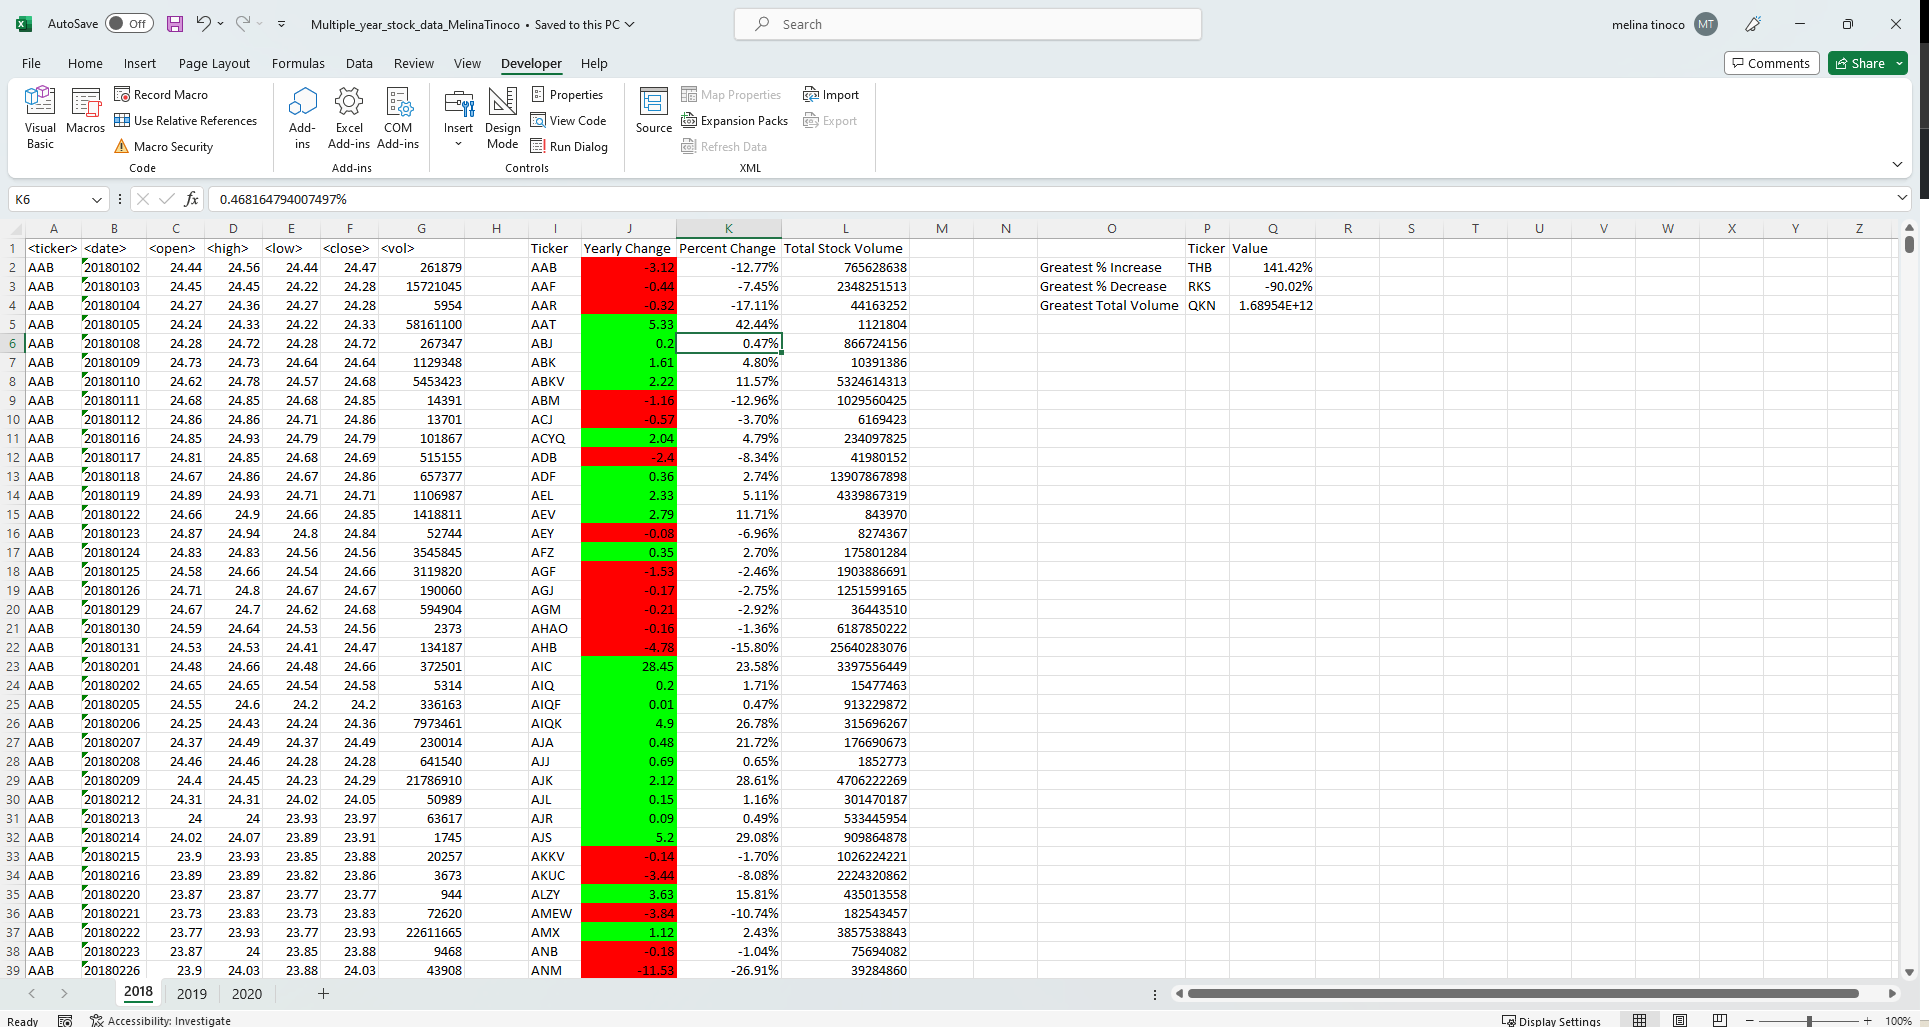 AutoSave Off Multiple_year_stock_data_MelinaTinoco • Saved to this PC Search melina tinoco MT
File Home Insert Page Layout Formulas Data Review View Developer Help Comments Share
Visual Basic Macros Record Macro Use Relative References Macro Security Code
Add-ins Excel Add-ins COM Add-ins Add-ins
Insert Design Mode Properties View Code Run Dialog Controls
Source Map Properties Expansion Packs Refresh Data Import Export XML
K6 fx 0.468164794007497%
A B C D E F G H I J K L M N O P Q R S T U V W X Y Z
1 <ticker> <date> <open> <high> <low> <close> <vol> Ticker Yearly Change Percent Change Total Stock Volume Ticker Value
2 AAB 20180102 24.44 24.56 24.44 24.47 261879 AAB -3.12 -12.77% 765628638 Greatest % Increase THB 141.42%
3 AAB 20180103 24.45 24.45 24.22 24.28 15721045 AAF -0.44 -7.45% 2348251513 Greatest % Decrease RKS -90.02%
4 AAB 20180104 24.27 24.36 24.27 24.28 5954 AAR -0.32 -17.11% 44163252 Greatest Total Volume QKN 1.68954E+12
5 AAB 20180105 24.24 24.33 24.22 24.33 58161100 AAT 5.33 42.44% 1121804
6 AAB 20180108 24.28 24.72 24.28 24.72 267347 ABJ 0.2 0.47% 866724156
7 AAB 20180109 24.73 24.73 24.64 24.64 1129348 ABK 1.61 4.80% 10391386
8 AAB 20180110 24.62 24.78 24.57 24.68 5453423 ABKV 2.22 11.57% 5324614313
9 AAB 20180111 24.68 24.85 24.68 24.85 14391 ABM -1.16 -12.96% 1029560425
10 AAB 20180112 24.86 24.86 24.71 24.86 13701 ACJ -0.57 -3.70% 6169423
11 AAB 20180116 24.85 24.93 24.79 24.79 101867 ACYQ 2.04 4.79% 234097825
12 AAB 20180117 24.81 24.85 24.68 24.69 515155 ADB -2.4 -8.34% 41980152
13 AAB 20180118 24.67 24.86 24.67 24.86 657377 ADF 0.36 2.74% 13907867898
14 AAB 20180119 24.89 24.93 24.71 24.71 1106987 AEL 2.33 5.11% 4339867319
15 AAB 20180122 24.66 24.9 24.66 24.85 1418811 AEV 2.79 11.71% 843970
16 AAB 20180123 24.87 24.94 24.8 24.84 52744 AEY -0.08 -6.96% 8274367
17 AAB 20180124 24.83 24.83 24.56 24.56 3545845 AFZ 0.35 2.70% 175801284
18 AAB 20180125 24.58 24.66 24.54 24.66 3119820 AGF -1.53 -2.46% 1903886691
19 AAB 20180126 24.71 24.8 24.67 24.67 190060 AGJ -0.17 -2.75% 1251599165
20 AAB 20180129 24.67 24.7 24.62 24.68 594904 AGM -0.21 -2.92% 36443510
21 AAB 20180130 24.59 24.64 24.53 24.56 2373 AHAO -0.16 -1.36% 6187850222
22 AAB 20180131 24.53 24.53 24.41 24.47 134187 AHB -4.78 -15.80% 25640283076
23 AAB 20180201 24.48 24.66 24.48 24.66 372501 AIC 28.45 23.58% 3397556449
24 AAB 20180202 24.65 24.65 24.54 24.58 5314 AIQ 0.2 1.71% 15477463
25 AAB 20180205 24.55 24.6 24.2 24.2 336163 AIQF 0.01 0.47% 913229872
26 AAB 20180206 24.25 24.43 24.24 24.36 7973461 AIQK 4.9 26.78% 315696267
27 AAB 20180207 24.37 24.49 24.37 24.49 230014 AJA 0.48 21.72% 176690673
28 AAB 20180208 24.46 24.46 24.28 24.28 641540 AJJ 0.69 0.65% 1852773
29 AAB 20180209 24.4 24.45 24.23 24.29 21786910 AJK 2.12 28.61% 4706222269
30 AAB 20180212 24.31 24.31 24.02 24.05 50989 AJL 0.15 1.16% 301470187
31 AAB 20180213 24 24 23.93 23.97 63617 AJR 0.09 0.49% 533445954
32 AAB 20180214 24.02 24.07 23.89 23.91 1745 AJS 5.2 29.08% 909864878
33 AAB 20180215 23.9 23.93 23.85 23.88 20257 AKKV -0.14 -1.70% 1026224221
34 AAB 20180216 23.89 23.89 23.82 23.86 3673 AKUC -3.44 -8.08% 2224320862
35 AAB 20180220 23.87 23.87 23.77 23.77 944 ALZY 3.63 15.81% 435013558
36 AAB 20180221 23.73 23.83 23.73 23.83 72620 AMEW -3.84 -10.74% 182543457
37 AAB 20180222 23.77 23.93 23.77 23.93 22611665 AMX 1.12 2.43% 3857538843
38 AAB 20180223 23.87 24 23.85 23.88 9468 ANB -0.18 -1.04% 75694082
39 AAB 20180226 23.9 24.03 23.88 24.03 43908 ANM -11.53 -26.91% 39284860
2018 2019 2020
Ready Accessibility: Investigate Display Settings 100%